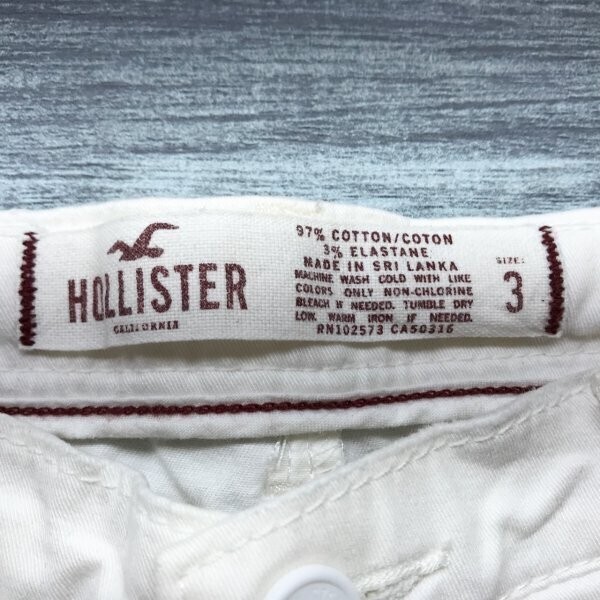 HOLLISTER
CALIFORNIA
97% COTTON/COTON
3% ELASTANE
MADE IN SRI LANKA
MACHINE WASH COLD WITH LIKE
COLORS ONLY NON-CHLORINE
BLEACH IF NEEDED. TUMBLE DRY
LOW. WARM IRON IF NEEDED.
RN102573 CA50316
SIZE:
3